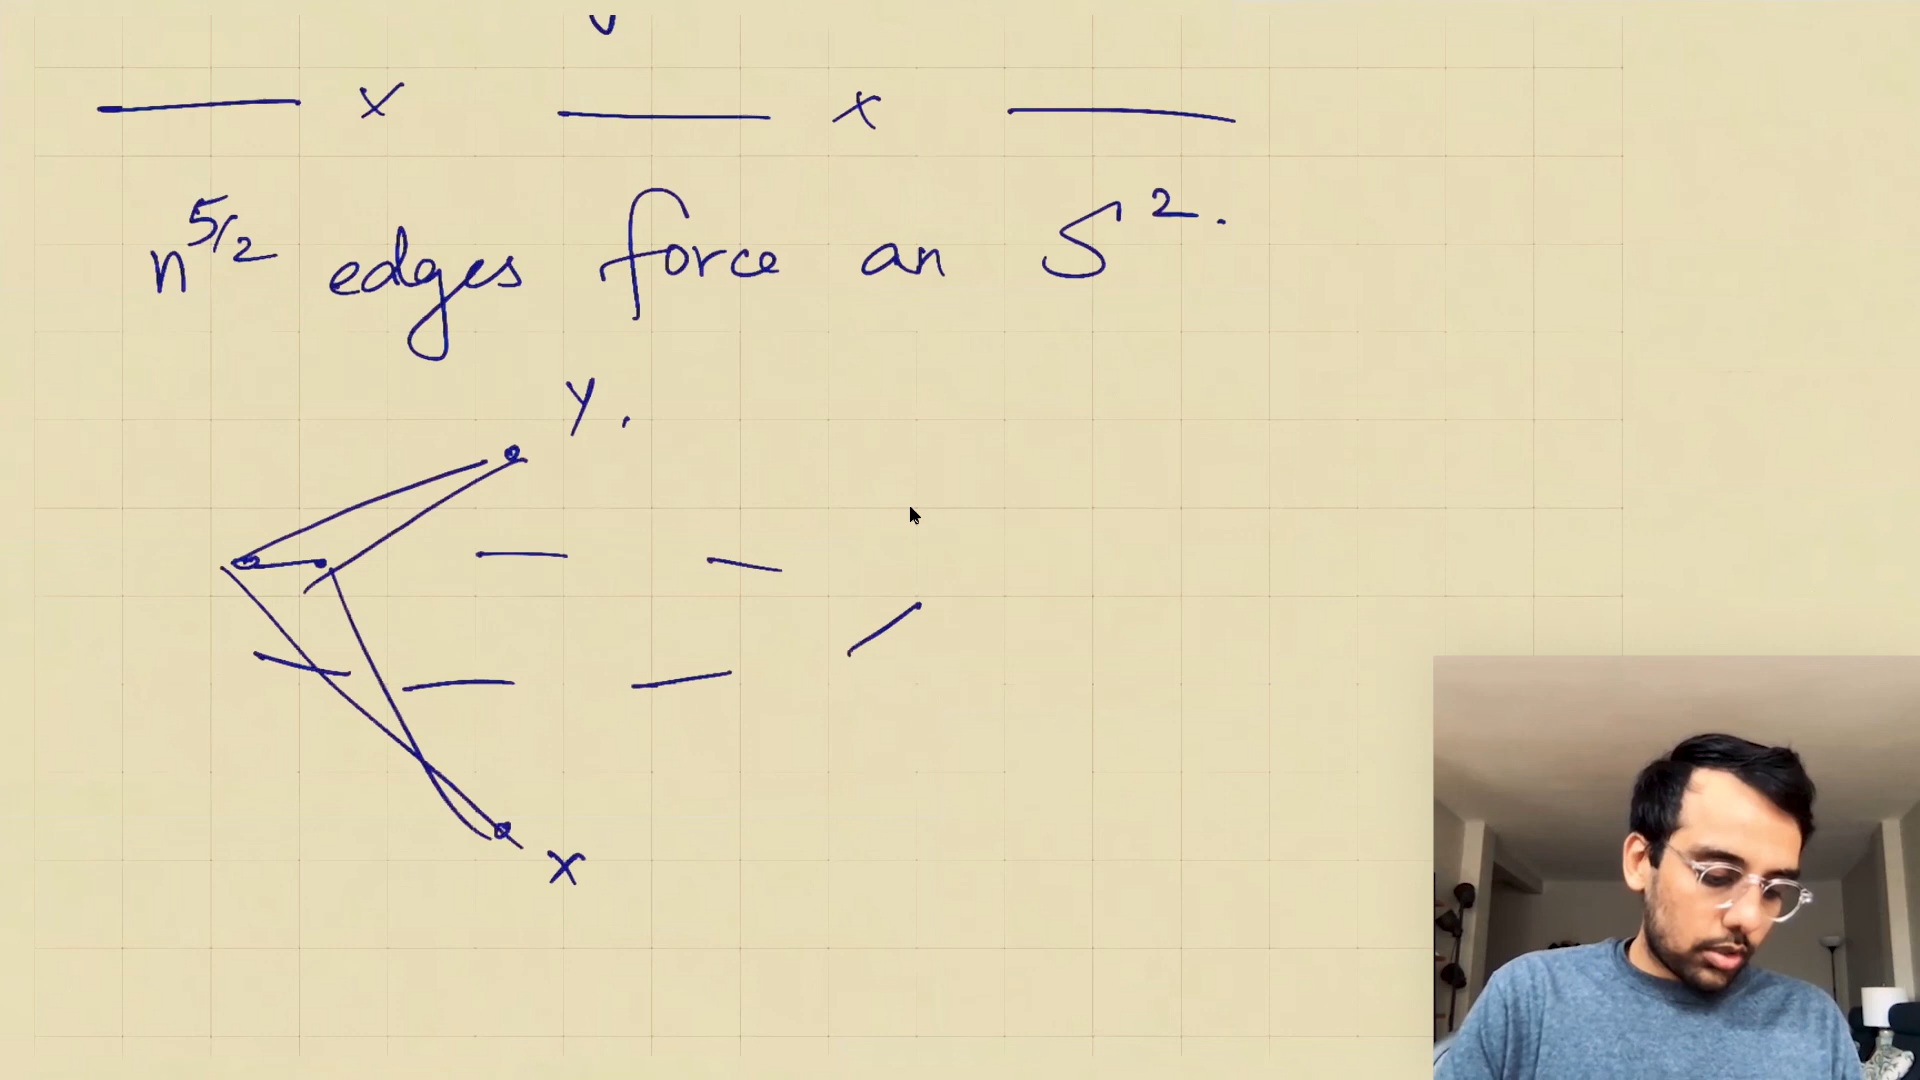 x x
n^{5/2} edges force an S^2.
y.
x